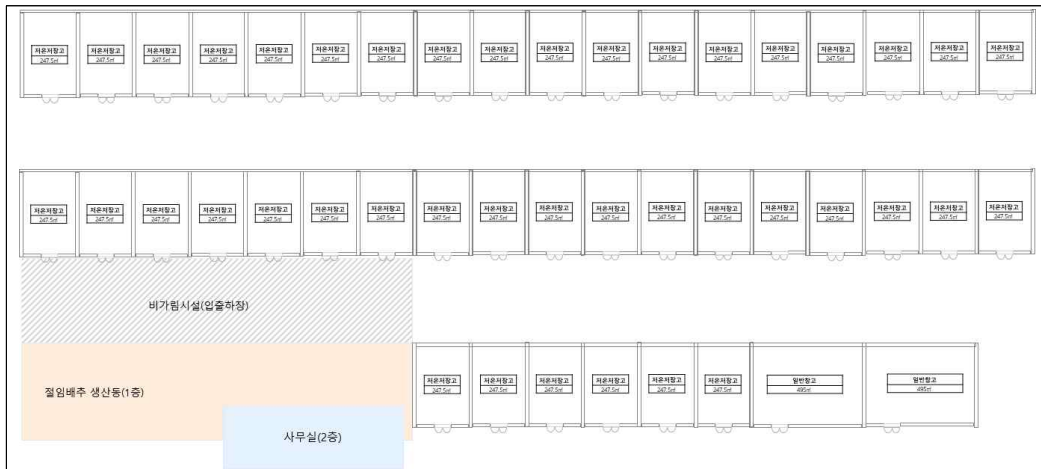 저온저장고 저온저장고 저온저장고 저온저장고 저온저장고 저온저장고 저온저장고 저온저장고 저온저장고 저온저장고 저온저장고 저온저장고 저온저장고 저온저장고 저온저장고 저온저장고 저온저장고 저온저장고
247.5㎡ 247.5㎡ 247.5㎡ 247.5㎡ 247.5㎡ 247.5㎡ 247.5㎡ 247.5㎡ 247.5㎡ 247.5㎡ 247.5㎡ 247.5㎡ 247.5㎡ 247.5㎡ 247.5㎡ 247.5㎡ 247.5㎡ 247.5㎡
저온저장고 저온저장고 저온저장고 저온저장고 저온저장고 저온저장고 저온저장고 저온저장고 저온저장고 저온저장고 저온저장고 저온저장고 저온저장고 저온저장고 저온저장고 저온저장고 저온저장고 저온저장고
247.5㎡ 247.5㎡ 247.5㎡ 247.5㎡ 247.5㎡ 247.5㎡ 247.5㎡ 247.5㎡ 247.5㎡ 247.5㎡ 247.5㎡ 247.5㎡ 247.5㎡ 247.5㎡ 247.5㎡ 247.5㎡ 247.5㎡ 247.5㎡
비가림시설(입출하장)
저온저장고 저온저장고 저온저장고 저온저장고 저온저장고 저온저장고 일반창고 일반창고
247.5㎡ 247.5㎡ 247.5㎡ 247.5㎡ 247.5㎡ 247.5㎡ 495㎡ 495㎡
절임배추 생산동(1층)
사무실(2층)